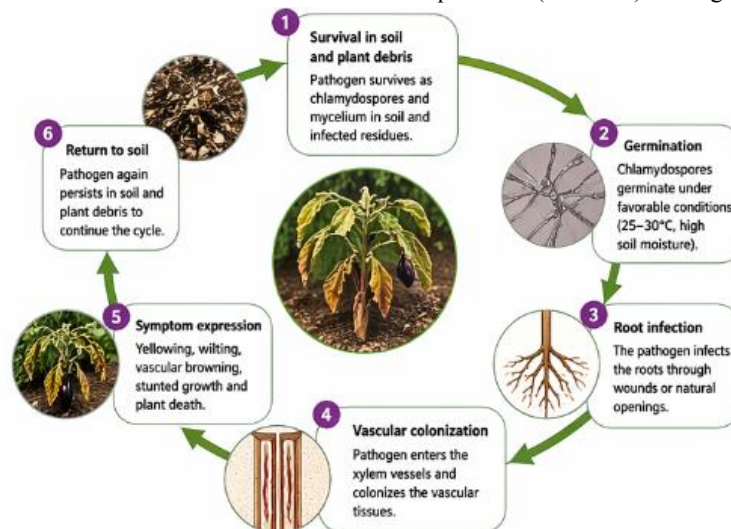 1
Survival in soil
and plant debris
Pathogen survives as
chlamydospores and
mycelium in soil and
infected residues.
2
Germination
Chlamydospores
germinate under
favorable conditions
(25–30°C, high
soil moisture).
3
Root infection
The pathogen infects
the roots through
wounds or natural
openings.
4
Vascular colonization
Pathogen enters the
xylem vessels and
colonizes the vascular
tissues.
5
Symptom expression
Yellowing, wilting,
vascular browning,
stunted growth and
plant death.
6
Return to soil
Pathogen again
persists in soil and
plant debris to
continue the cycle.